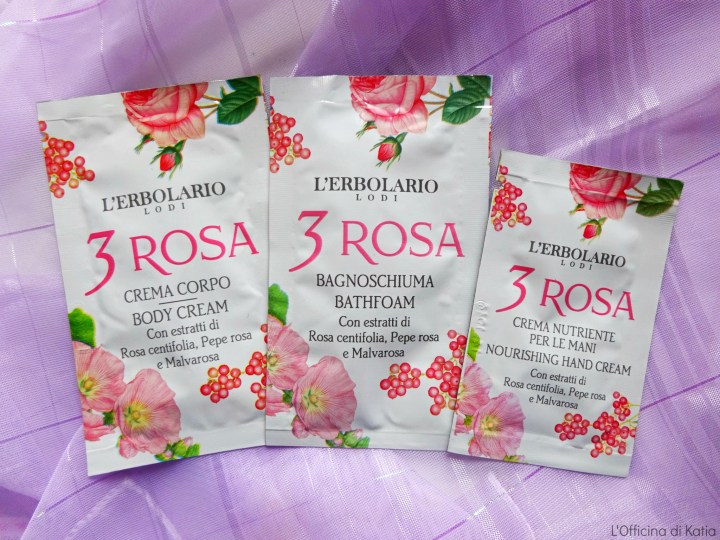 L'ERBOLARIO
LODI
3 ROSA
CREMA CORPO
BODY CREAM
Con estratti di
Rosa centifolia, Pepe rosa
e Malvarosa
L'ERBOLARIO
LODI
3 ROSA
BAGNOSCHIUMA
BATHFOAM
Con estratti di
Rosa centifolia, Pepe rosa
e Malvarosa
L'ERBOLARIO
LODI
3 ROSA
CREMA NUTRIENTE
PER LE MANI
NOURISHING HAND CREAM
Con estratti di
Rosa centifolia, Pepe rosa
e Malvarosa
L'Officina di Katia